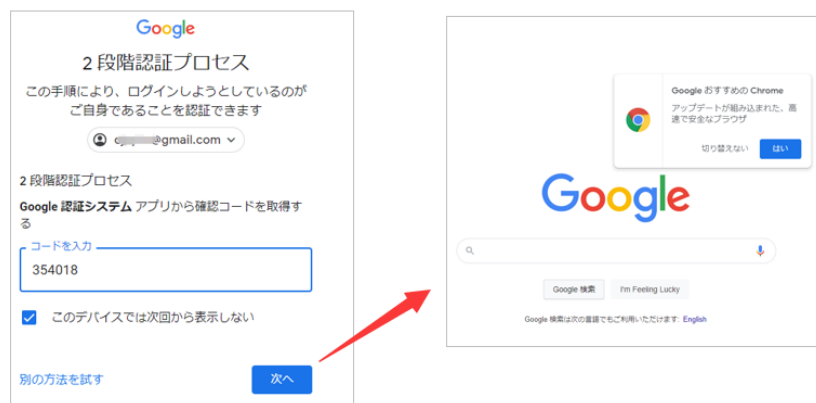 Google
2 段階認証プロセス
この手順により、ログインしようとしているのが
ご自身であることを認証できます
@gmail.com
2 段階認証プロセス
Google 認証システム アプリから確認コードを取得す
る
コードを入力
354018
このデバイスでは次回から表示しない
別の方法を試す
次へ
Google おすすめの Chrome
アップデートが組み込まれた、高
速で安全なブラウザ
切り替えない
はい
Google
Google 検索
I'm Feeling Lucky
Google 検索は次の言語でもご利用いただけます: English